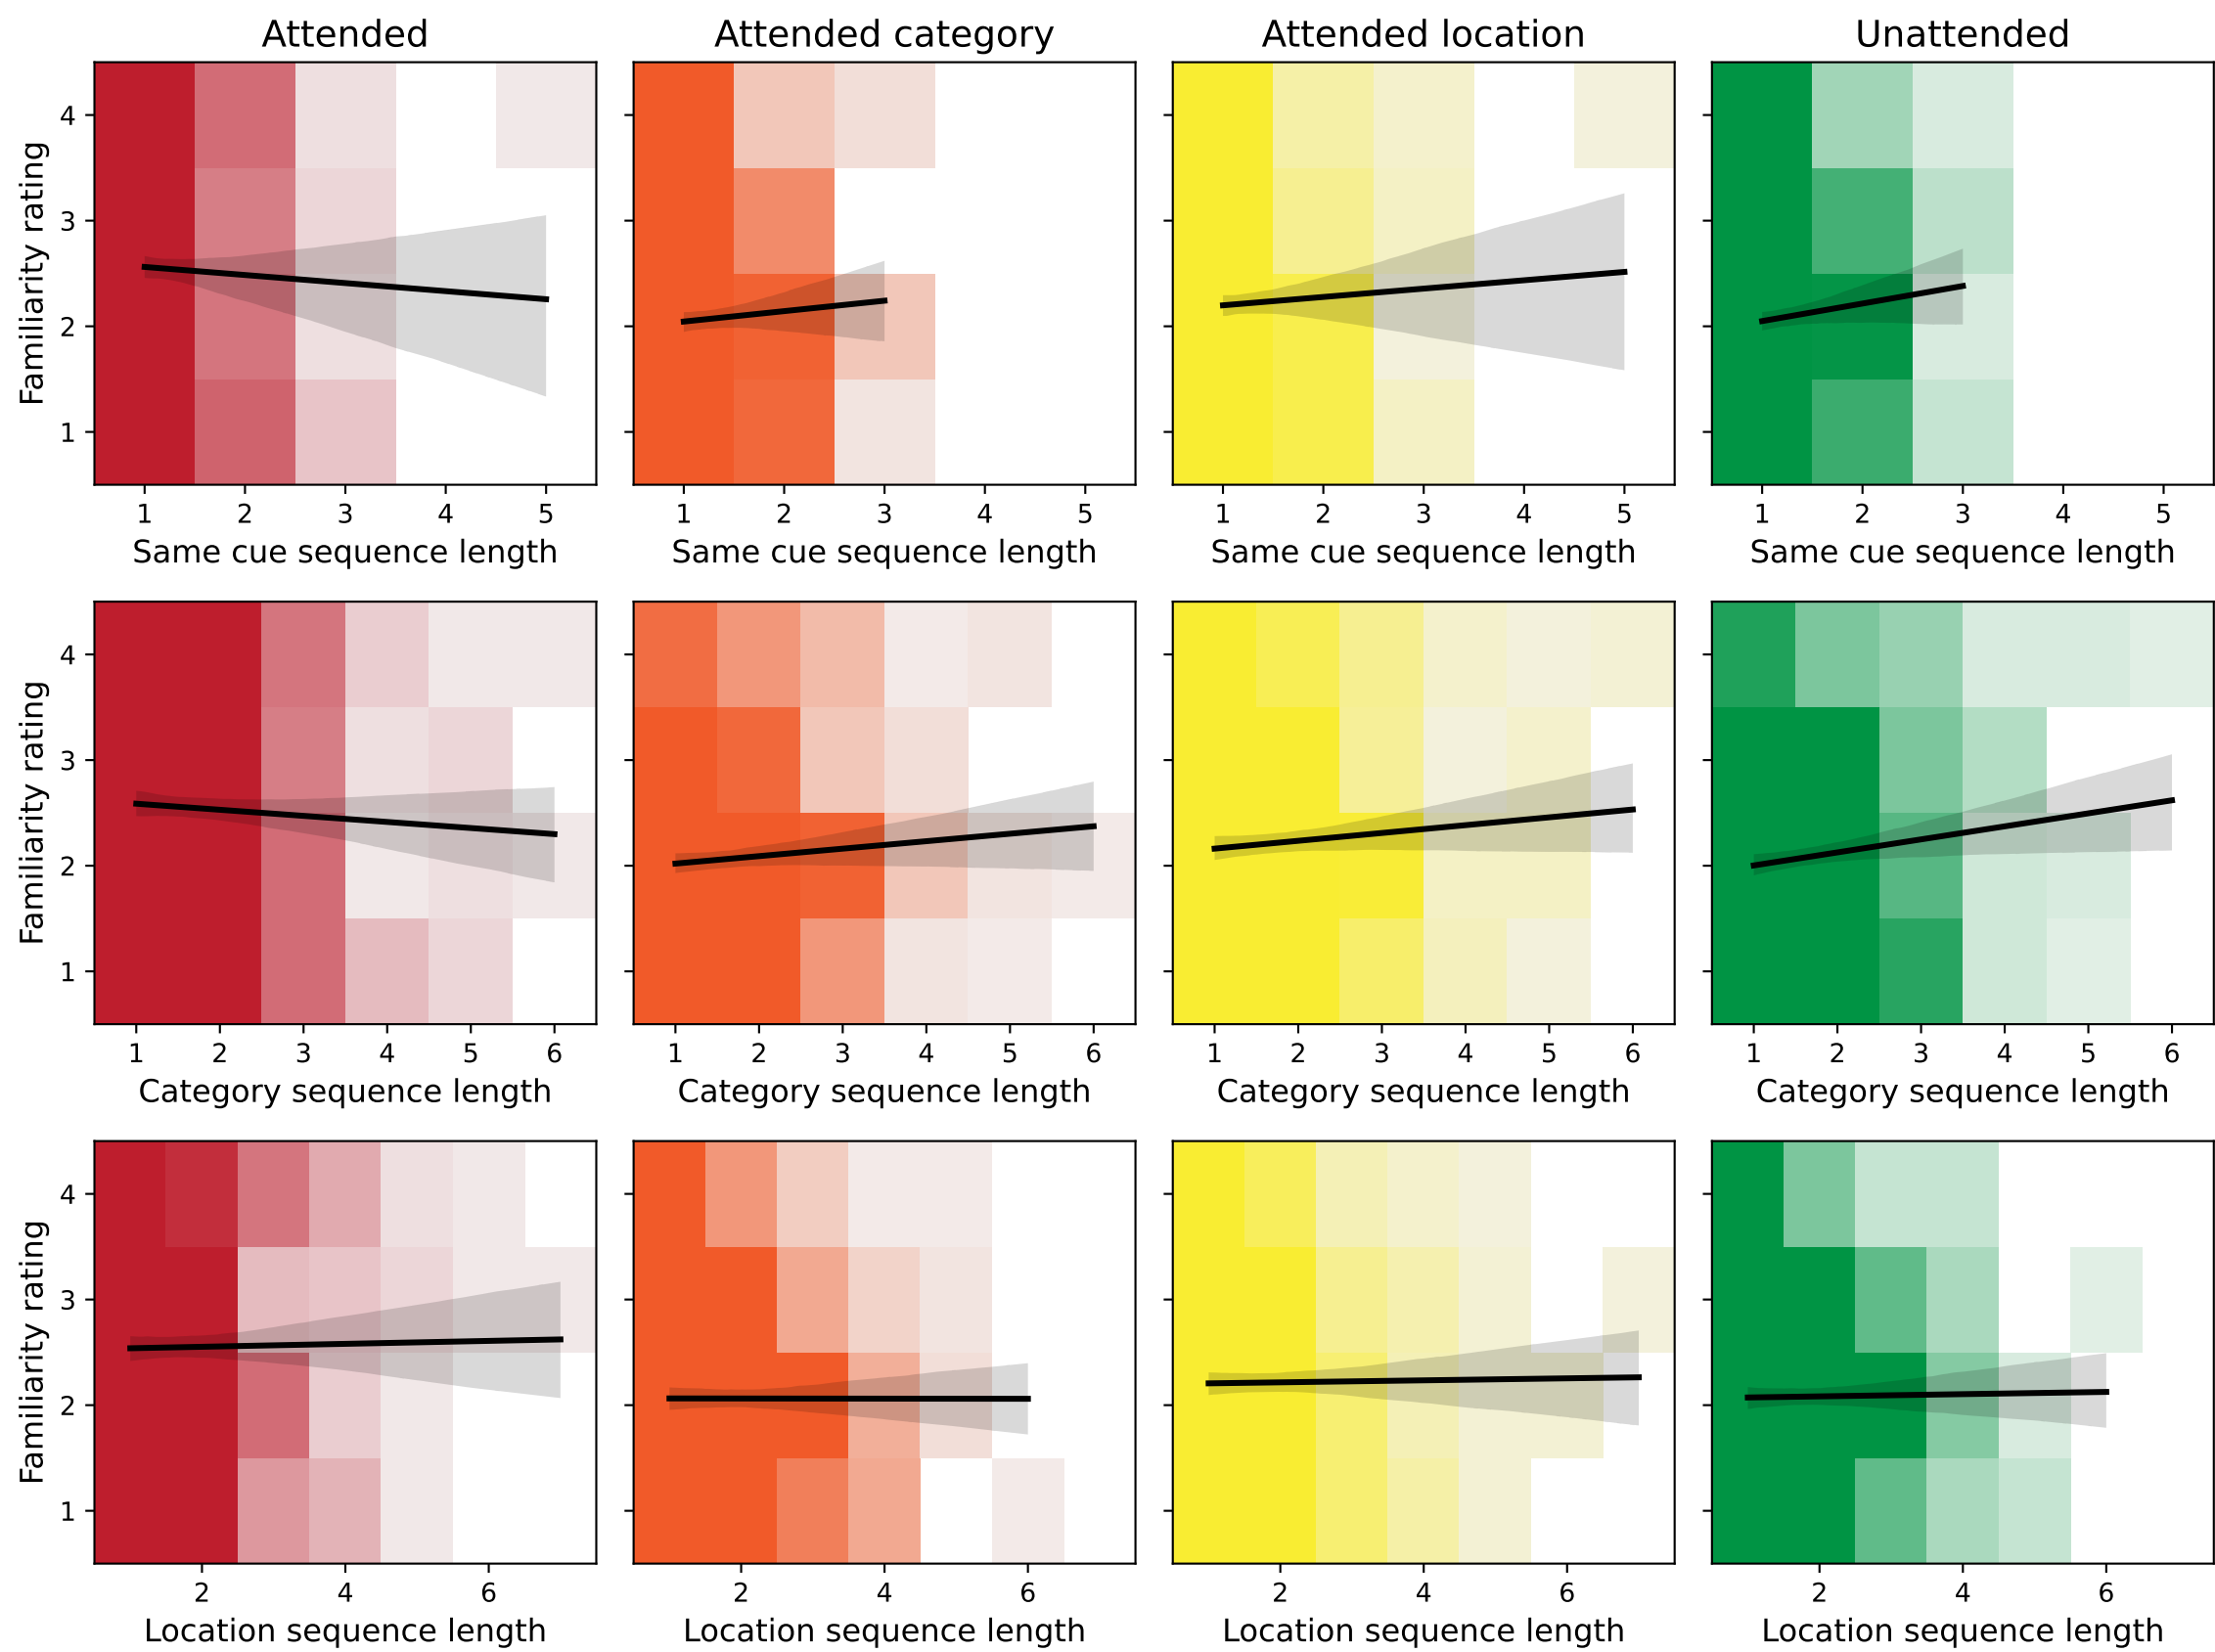 Attended Attended category Attended location Unattended
Familiarity rating
4
3
2
1
1 2 3 4 5 1 2 3 4 5 1 2 3 4 5 1 2 3 4 5
Same cue sequence length Same cue sequence length Same cue sequence length Same cue sequence length
Familiarity rating
4
3
2
1
1 2 3 4 5 6 1 2 3 4 5 6 1 2 3 4 5 6 1 2 3 4 5 6
Category sequence length Category sequence length Category sequence length Category sequence length
Familiarity rating
4
3
2
1
2 4 6 2 4 6 2 4 6 2 4 6
Location sequence length Location sequence length Location sequence length Location sequence length